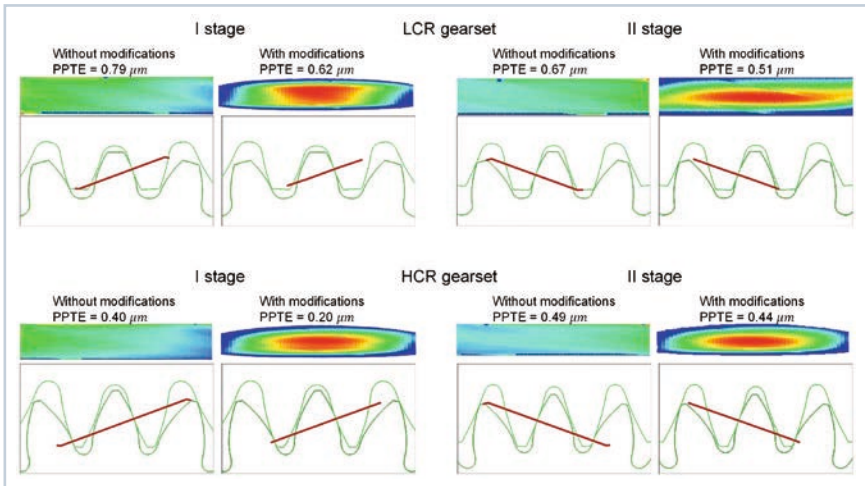 I stage LCR gearset II stage
Without modifications
PPTE = 0.79 μm
With modifications
PPTE = 0.62 μm
Without modifications
PPTE = 0.67 μm
With modifications
PPTE = 0.51 μm
I stage HCR gearset II stage
Without modifications
PPTE = 0.40 μm
With modifications
PPTE = 0.20 μm
Without modifications
PPTE = 0.49 μm
With modifications
PPTE = 0.44 μm